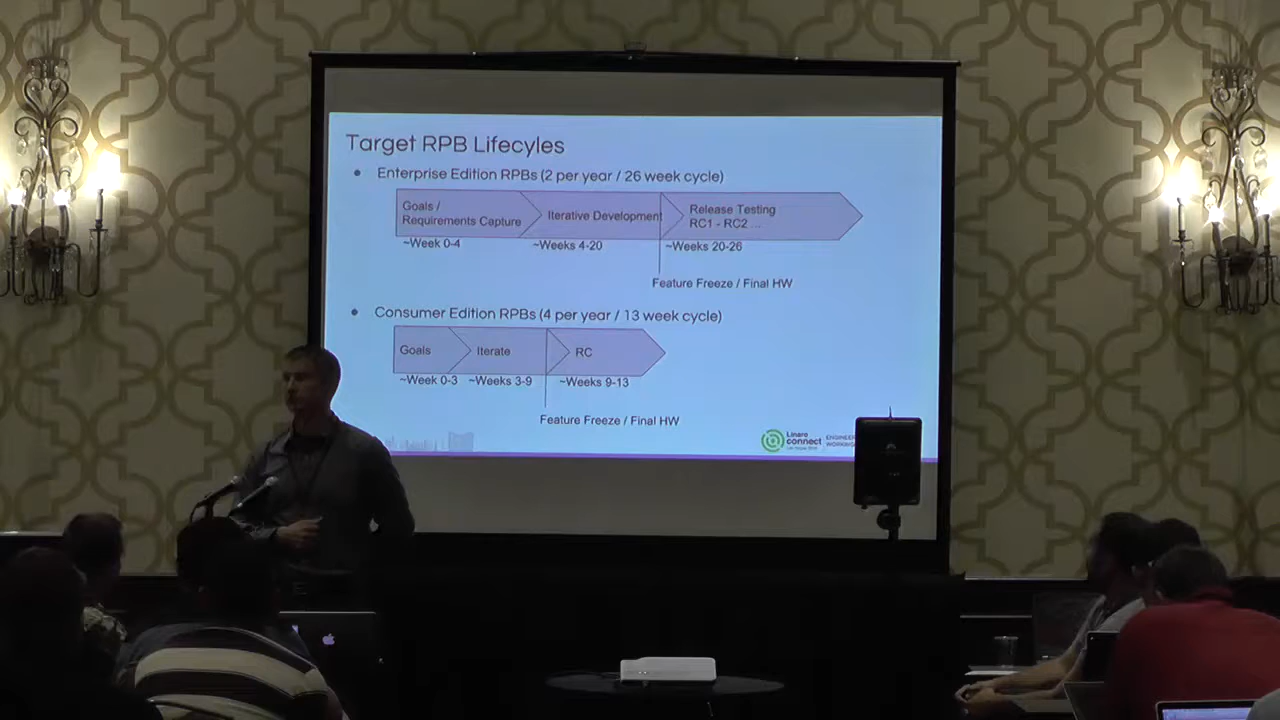 Target RPB Lifecyles
• Enterprise Edition RPBs (2 per year / 26 week cycle)
Goals /
Requirements Capture
Iterative Development
Release Testing
RC1 - RC2 ...
~Week 0-4
~Weeks 4-20
~Weeks 20-26
Feature Freeze / Final HW
• Consumer Edition RPBs (4 per year / 13 week cycle)
Goals
Iterate
RC
~Week 0-3
~Weeks 3-9
~Weeks 9-13
Feature Freeze / Final HW
Linaro
connect